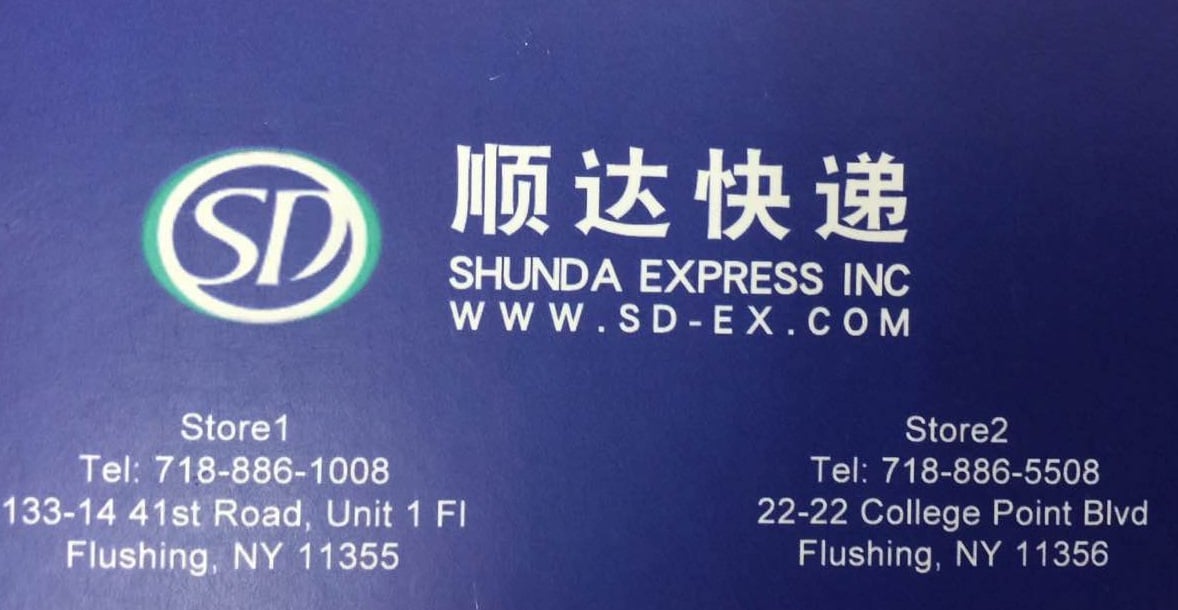 SD
顺达快递
SHUNDA EXPRESS INC
WWW.SD-EX.COM
Store1
Tel: 718-886-1008
133-14 41st Road, Unit 1 Fl
Flushing, NY 11355
Store2
Tel: 718-886-5508
22-22 College Point Blvd
Flushing, NY 11356